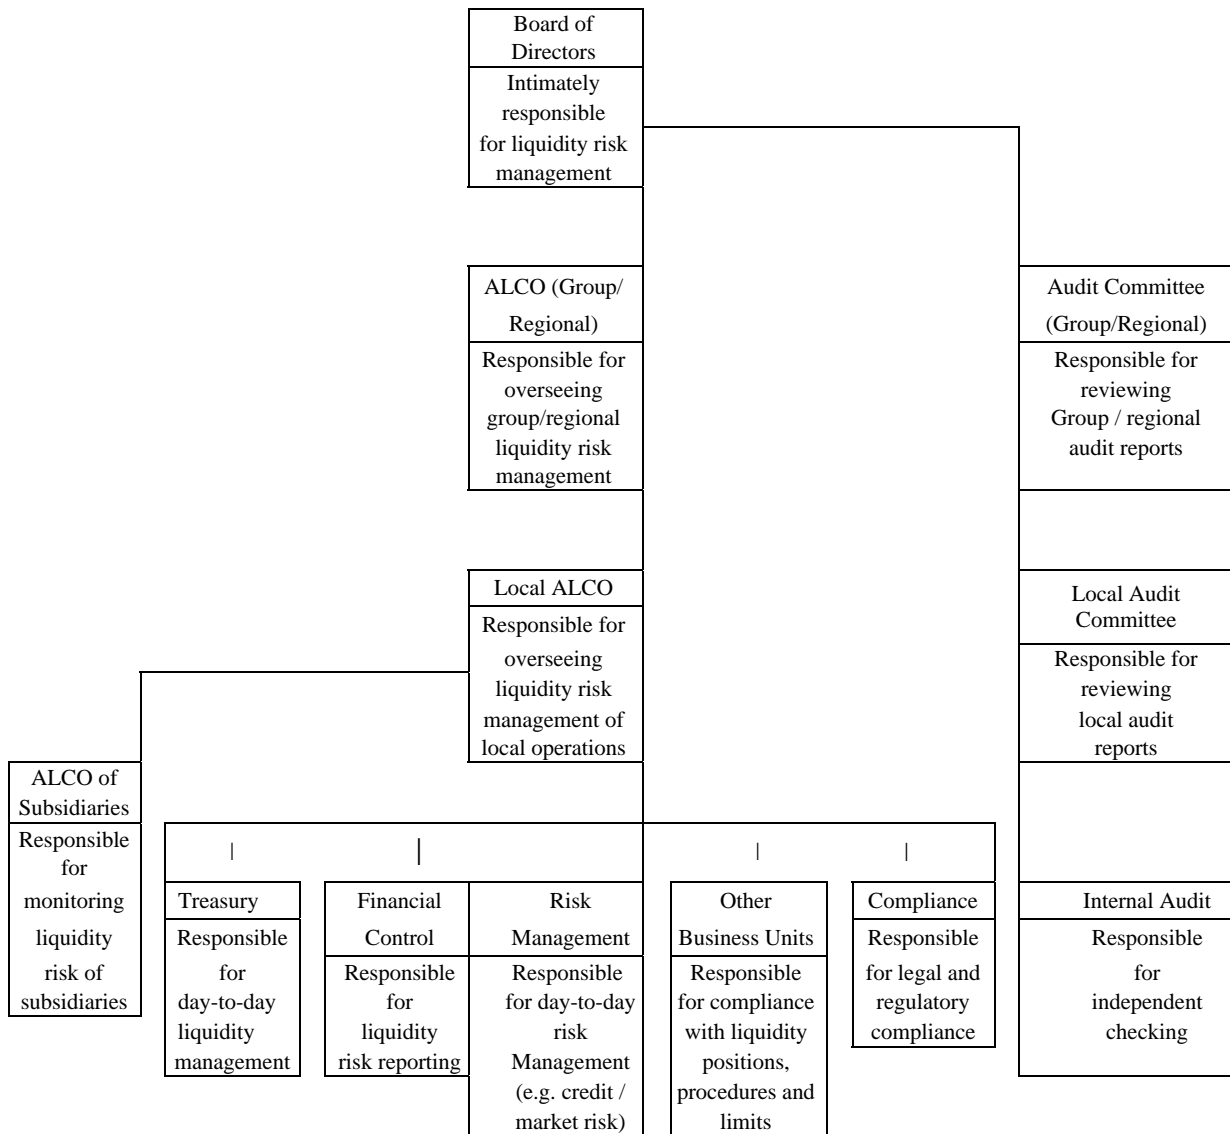 Board of
Directors
Intimately
responsible
for liquidity risk
management
ALCO (Group/
Regional)
Responsible for
overseeing
group/regional
liquidity risk
management
Audit Committee
(Group/Regional)
Responsible for
reviewing
Group / regional
audit reports
Local ALCO
Responsible for
overseeing
liquidity risk
management of
local operations
Local Audit
Committee
Responsible for
reviewing
local audit
reports
ALCO of
Subsidiaries
Responsible
for
monitoring
liquidity
risk of
subsidiaries
Treasury
Responsible
for
day-to-day
liquidity
management
Financial
Control
Responsible
for
liquidity
risk reporting
Risk
Management
Responsible
for day-to-day
risk
Management
(e.g. credit /
market risk)
Other
Business Units
Responsible
for compliance
with liquidity
positions,
procedures and
limits
Compliance
Responsible
for legal and
regulatory
compliance
Internal Audit
Responsible
for
independent
checking